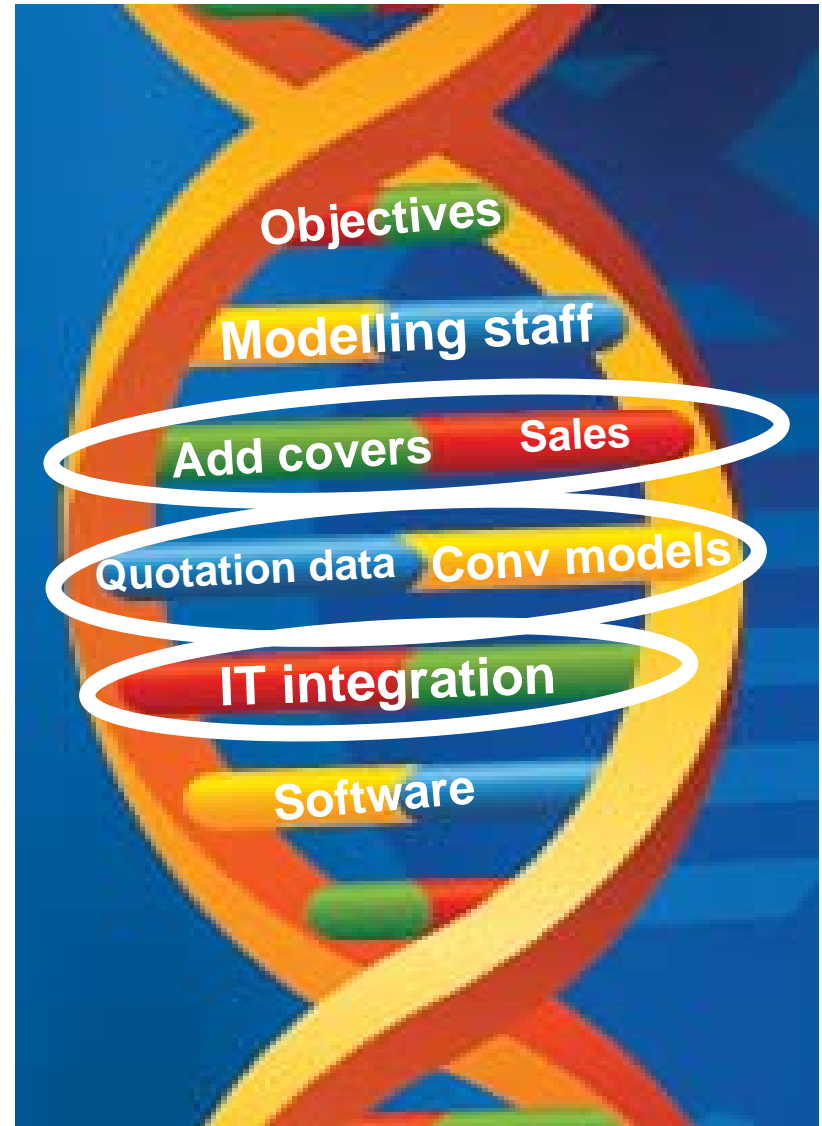 Objectives
Modelling staff
Add covers Sales
Quotation data Conv models
IT integration
Software